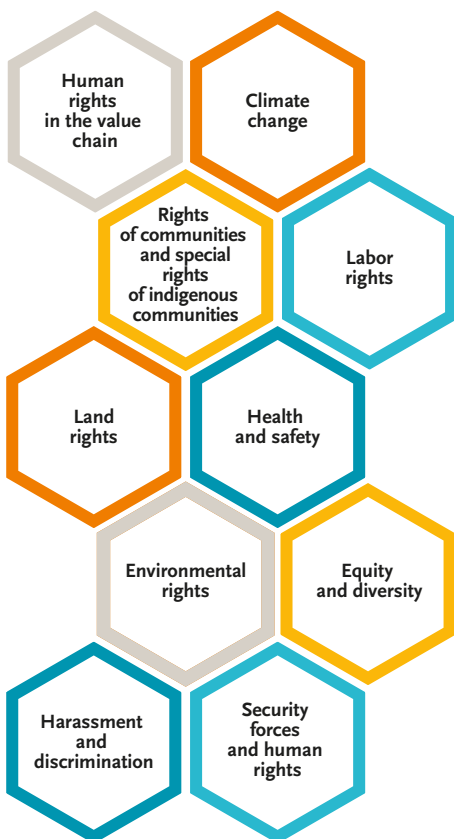 Human
rights
in the value
chain
Climate
change
Rights
of communities
and special
rights
of indigenous
communities
Labor
rights
Land
rights
Health
and safety
Environmental
rights
Equity
and diversity
Harassment
and
discrimination
Security
forces
and human
rights